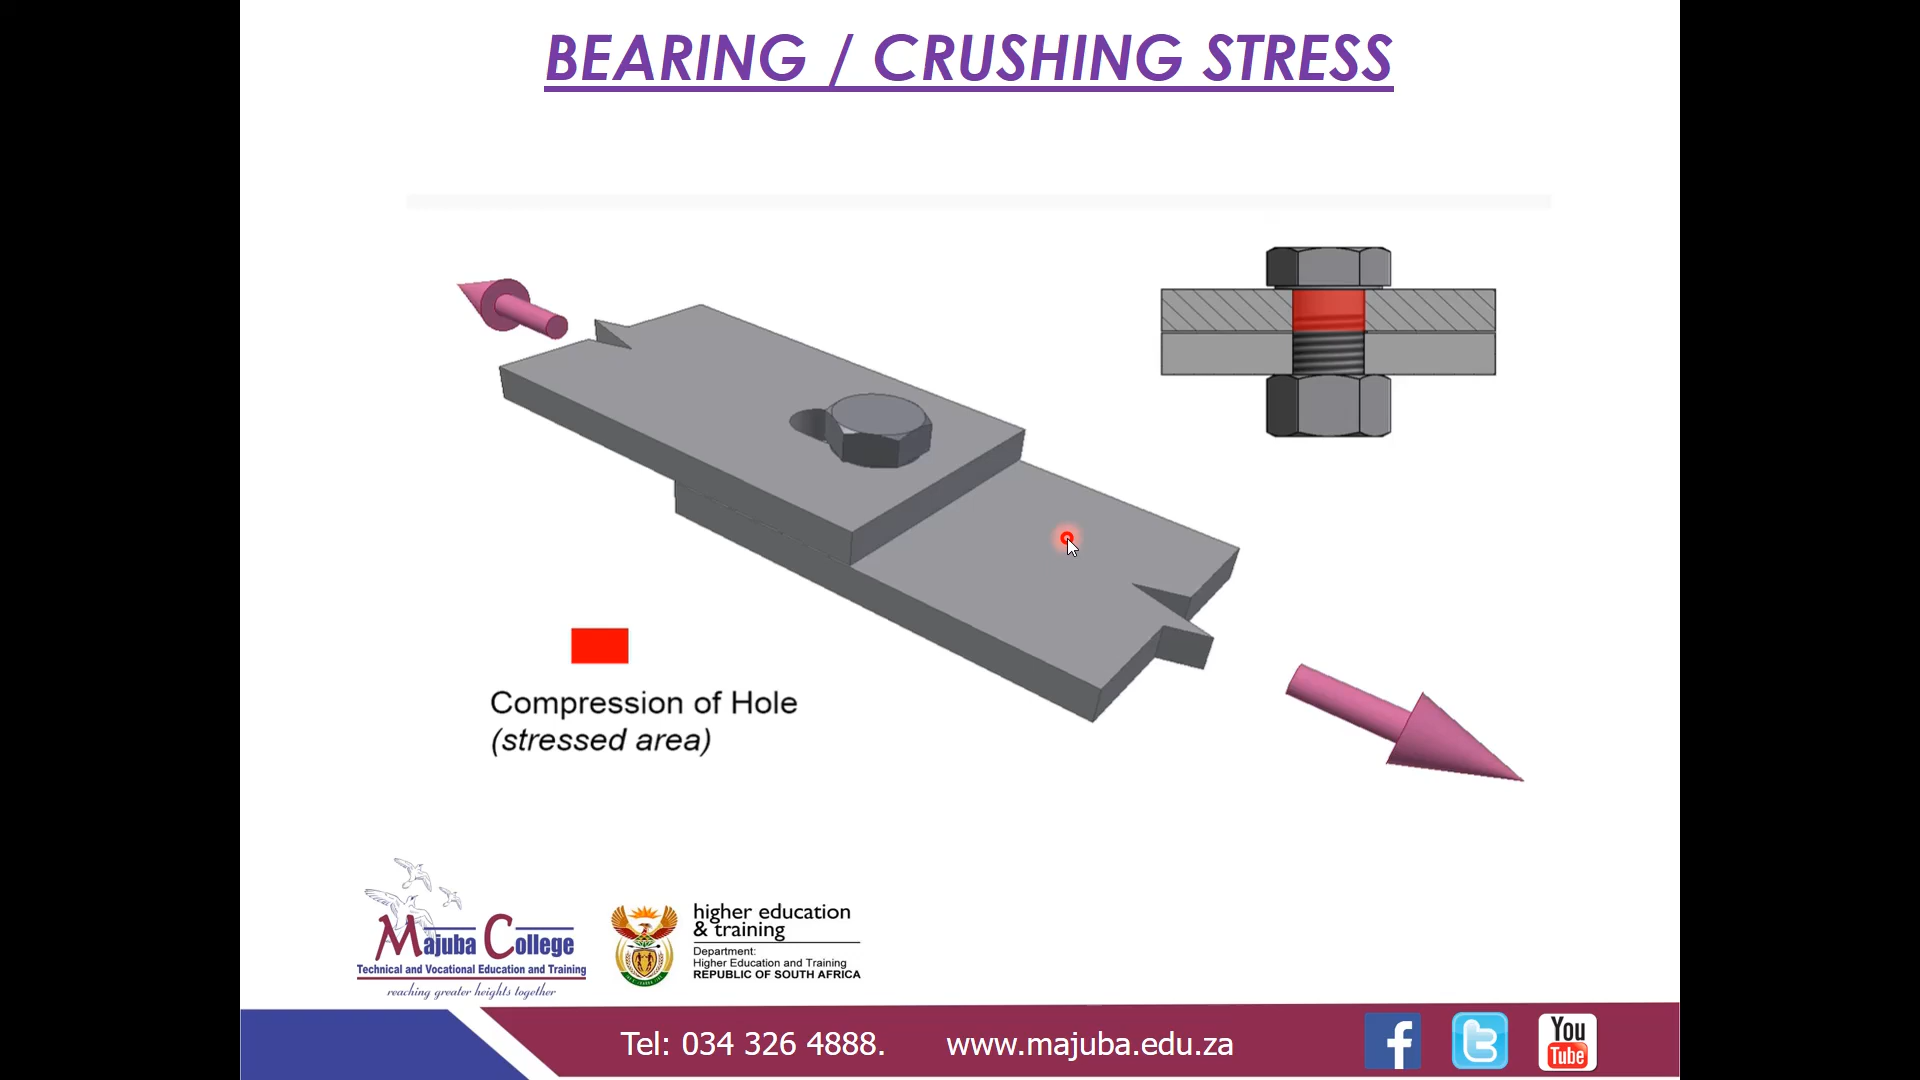 BEARING / CRUSHING STRESS
Compression of Hole
(stressed area)
Majuba College
Technical and Vocational Education and Training
reaching greater heights together
higher education
& training
Department:
Higher Education and Training
REPUBLIC OF SOUTH AFRICA
Tel: 034 326 4888. www.majuba.edu.za
f
t
You
Tube